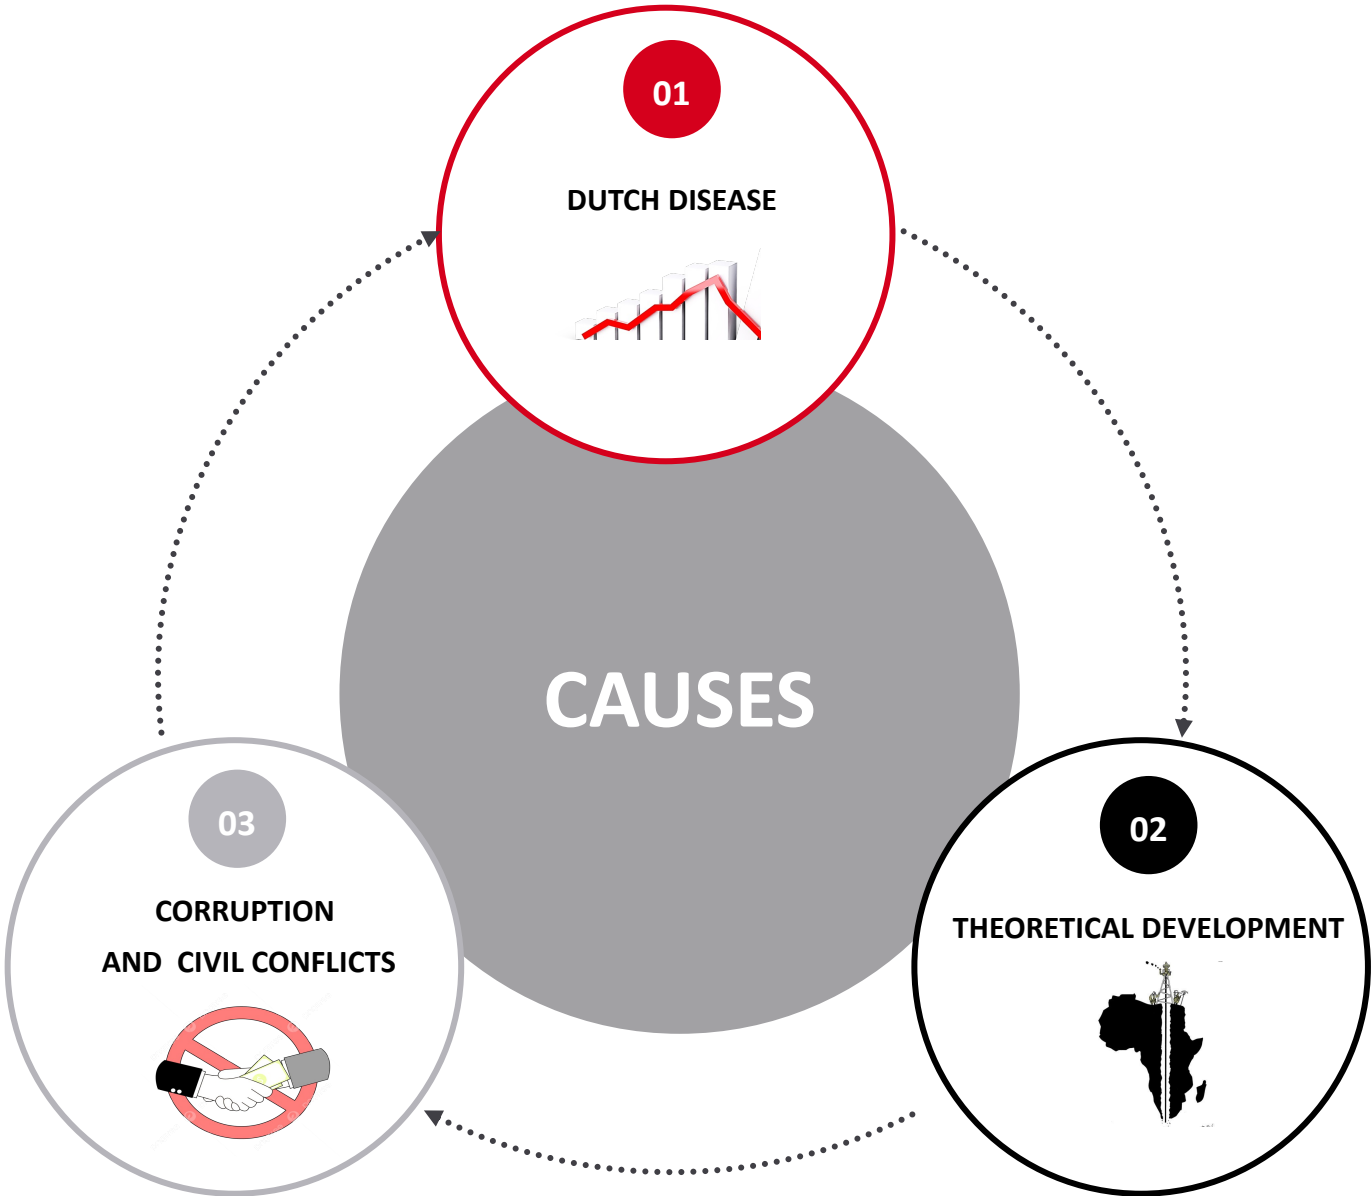 01
DUTCH DISEASE
CAUSES
02
THEORETICAL DEVELOPMENT
03
CORRUPTION
AND CIVIL CONFLICTS